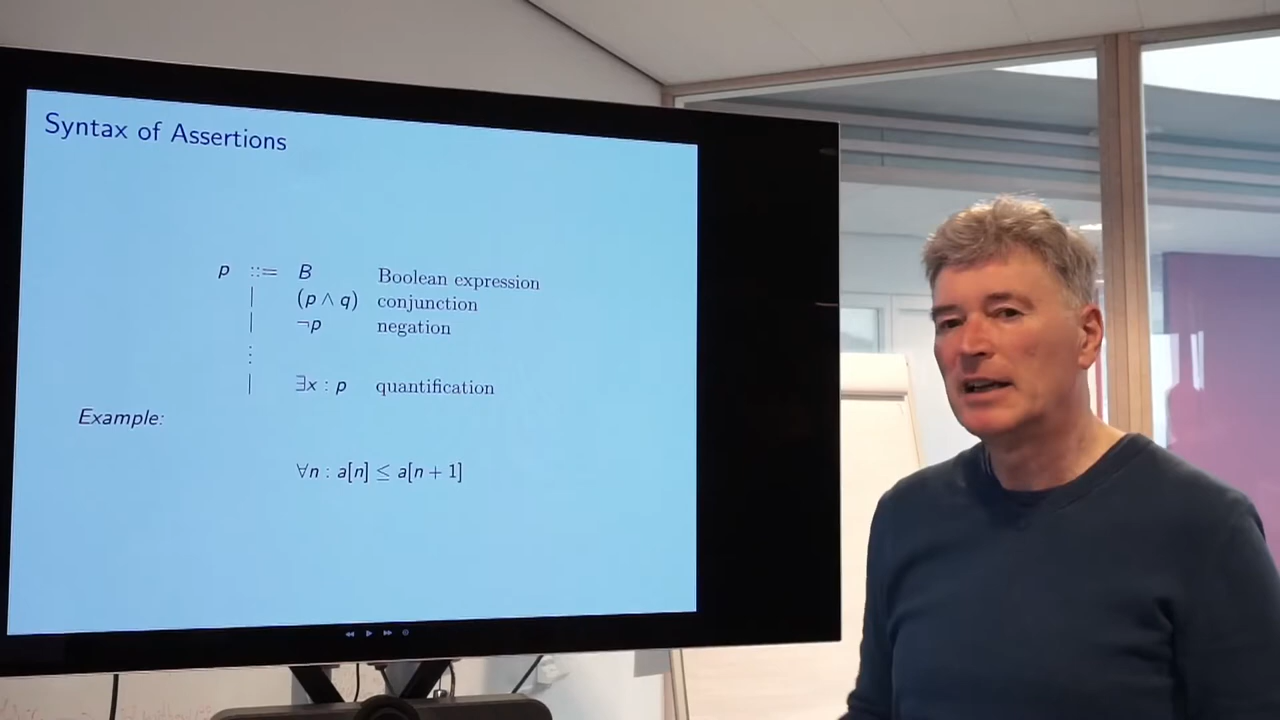 Syntax of Assertions
p ::= B Boolean expression
| (p ∧ q) conjunction
| ¬p negation
⋮
| ∃x : p quantification
Example:
∀n : a[n] ≤ a[n + 1]